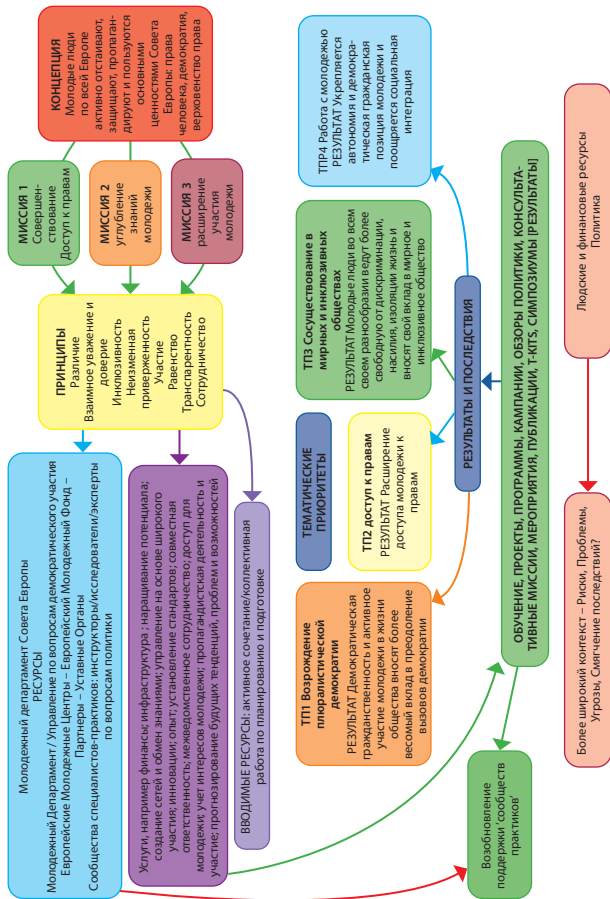 КОНЦЕПЦИЯ
Молодые люди
по всей Европе
активно отстаивают,
защищают, пропаган-
дируют и пользуются
основными
ценностями Совета
Европы: права
человека, демократия,
верховенство права
МИССИЯ 1
Совершен-
ствование
Доступ к правам
МИССИЯ 2
углубление
знаний
молодежи
МИССИЯ 3
расширение
участия
молодежи
ПРИНЦИПЫ
Различие
Взаимное уважение и
доверие
Инклюзивность
Неизменная
приверженность
Участие
Равенство
Транспарентность
Сотрудничество
Молодежный департамент Совета Европы
РЕСУРСЫ
Молодежный Департамент / Управление по вопросам демократического участия
Европейские Молодежные Центры – Европейский Молодежный Фонд –
Партнеры – Уставные Органы
Сообщества специалистов-практиков: инструкторы/исследователи/эксперты
по вопросам политики
Услуги, например финансы; инфраструктура ; наращивание потенциала;
создание сетей и обмен знаниями; управление на основе широкого
участия; инновации; опыт; установление стандартов; совместная
ответственность; межведомственное сотрудничество; доступ для
молодежи; учет интересов молодежи; пропагандистская деятельность и
участие; прогнозирование будущих тенденций, проблем и возможностей
ВВОДИМЫЕ РЕСУРСЫ: активное сочетание/коллективная
работа по планированию и подготовке
ТЕМАТИЧЕСКИЕ
ПРИОРИТЕТЫ
ТП1 Возрождение
плюралистической
демократии
РЕЗУЛЬТАТ Демократическая
гражданственность и активное
участие молодежи в жизни
общества вносят более
весомый вклад в преодоление
вызовов демократии
ТП2 доступ к правам
РЕЗУЛЬТАТ Расширение
доступа молодежи к
правам
ТП3 Сосуществование в
мирных и инклюзивных
обществах
РЕЗУЛЬТАТ Молодые люди во всем
своем разнообразии ведут более
свободную от дискриминации,
насилия, изоляции жизнь и
вносят свой вклад в мирное и
инклюзивное общество
ТПР4 Работа с молодежью
РЕЗУЛЬТАТ Укрепляется
автономия и демокра-
тическая гражданская
позиция молодежи и
поощряется социальная
интеграция
РЕЗУЛЬТАТЫ И ПОСЛЕДСТВИЯ
ОБУЧЕНИЕ, ПРОЕКТЫ, ПРОГРАММЫ, КАМПАНИИ, ОБЗОРЫ ПОЛИТИКИ, КОНСУЛЬТА-
ТИВНЫЕ МИССИИ, МЕРОПРИЯТИЯ, ПУБЛИКАЦИИ, T-KITS, СИМПОЗИУМЫ [РЕЗУЛЬТАТЫ]
Возобновление
поддержки ‘сообществ
практиков’
Людские и финансовые ресурсы
Политика
Более широкий контекст – Риски, Проблемы,
Угрозы, Смягчение последствий?